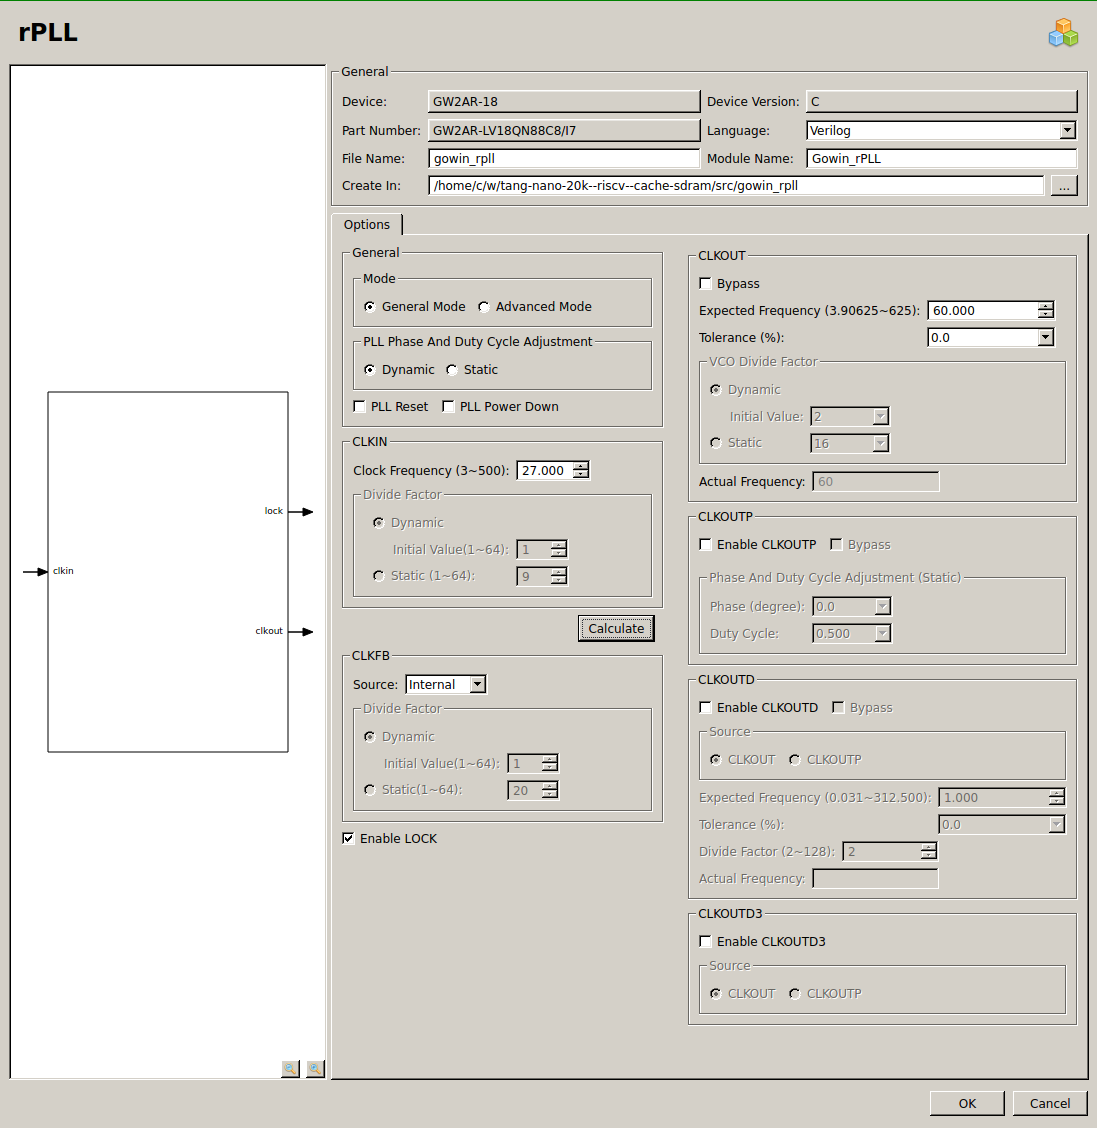 rPLL
lock
clkin
clkout
General
Device: GW2AR-18 Device Version: C
Part Number: GW2AR-LV18QN88C8/I7 Language: Verilog
File Name: gowin_rpll Module Name: Gowin_rPLL
Create In: /home/c/w/tang-nano-20k--riscv--cache-sdram/src/gowin_rpll ...
Options
General
Mode
General Mode Advanced Mode
PLL Phase And Duty Cycle Adjustment
Dynamic Static
PLL Reset PLL Power Down
CLKIN
Clock Frequency (3~500): 27.000
Divide Factor
Dynamic
Initial Value(1~64): 1
Static (1~64): 9
Calculate
CLKFB
Source: Internal
Divide Factor
Dynamic
Initial Value(1~64): 1
Static(1~64): 20
Enable LOCK
CLKOUT
Bypass
Expected Frequency (3.90625~625): 60.000
Tolerance (%): 0.0
VCO Divide Factor
Dynamic
Initial Value: 2
Static 16
Actual Frequency: 60
CLKOUTP
Enable CLKOUTP Bypass
Phase And Duty Cycle Adjustment (Static)
Phase (degree): 0.0
Duty Cycle: 0.500
CLKOUTD
Enable CLKOUTD Bypass
Source
CLKOUT CLKOUTP
Expected Frequency (0.031~312.500): 1.000
Tolerance (%): 0.0
Divide Factor (2~128): 2
Actual Frequency:
CLKOUTD3
Enable CLKOUTD3
Source
CLKOUT CLKOUTP
OK Cancel